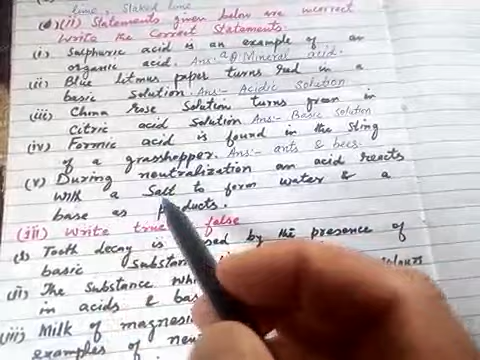 lime, Slaked lime
(ii) Statements given below are incorrect
Write the Correct Statements.
(i) Sulphuric acid is an example of an
organic acid. Ans: Mineral acid.
(ii) Blue litmus paper turns red in a
basic Solution. Ans:- Acidic Solution
(iii) China rose Solution turns green in
Citric acid Solution Ans:- Basic Solution
(iv) Formic acid is found in the Sting
of a grasshopper. Ans:- ants & bees.
(v) During neutralization an acid reacts
with a Salt to form water & a
base as products.
(iii) Write true false
(i) Tooth decay is by the presence of
basic
(ii) The Substance colours
in acids &
(iii) Milk of
examples of